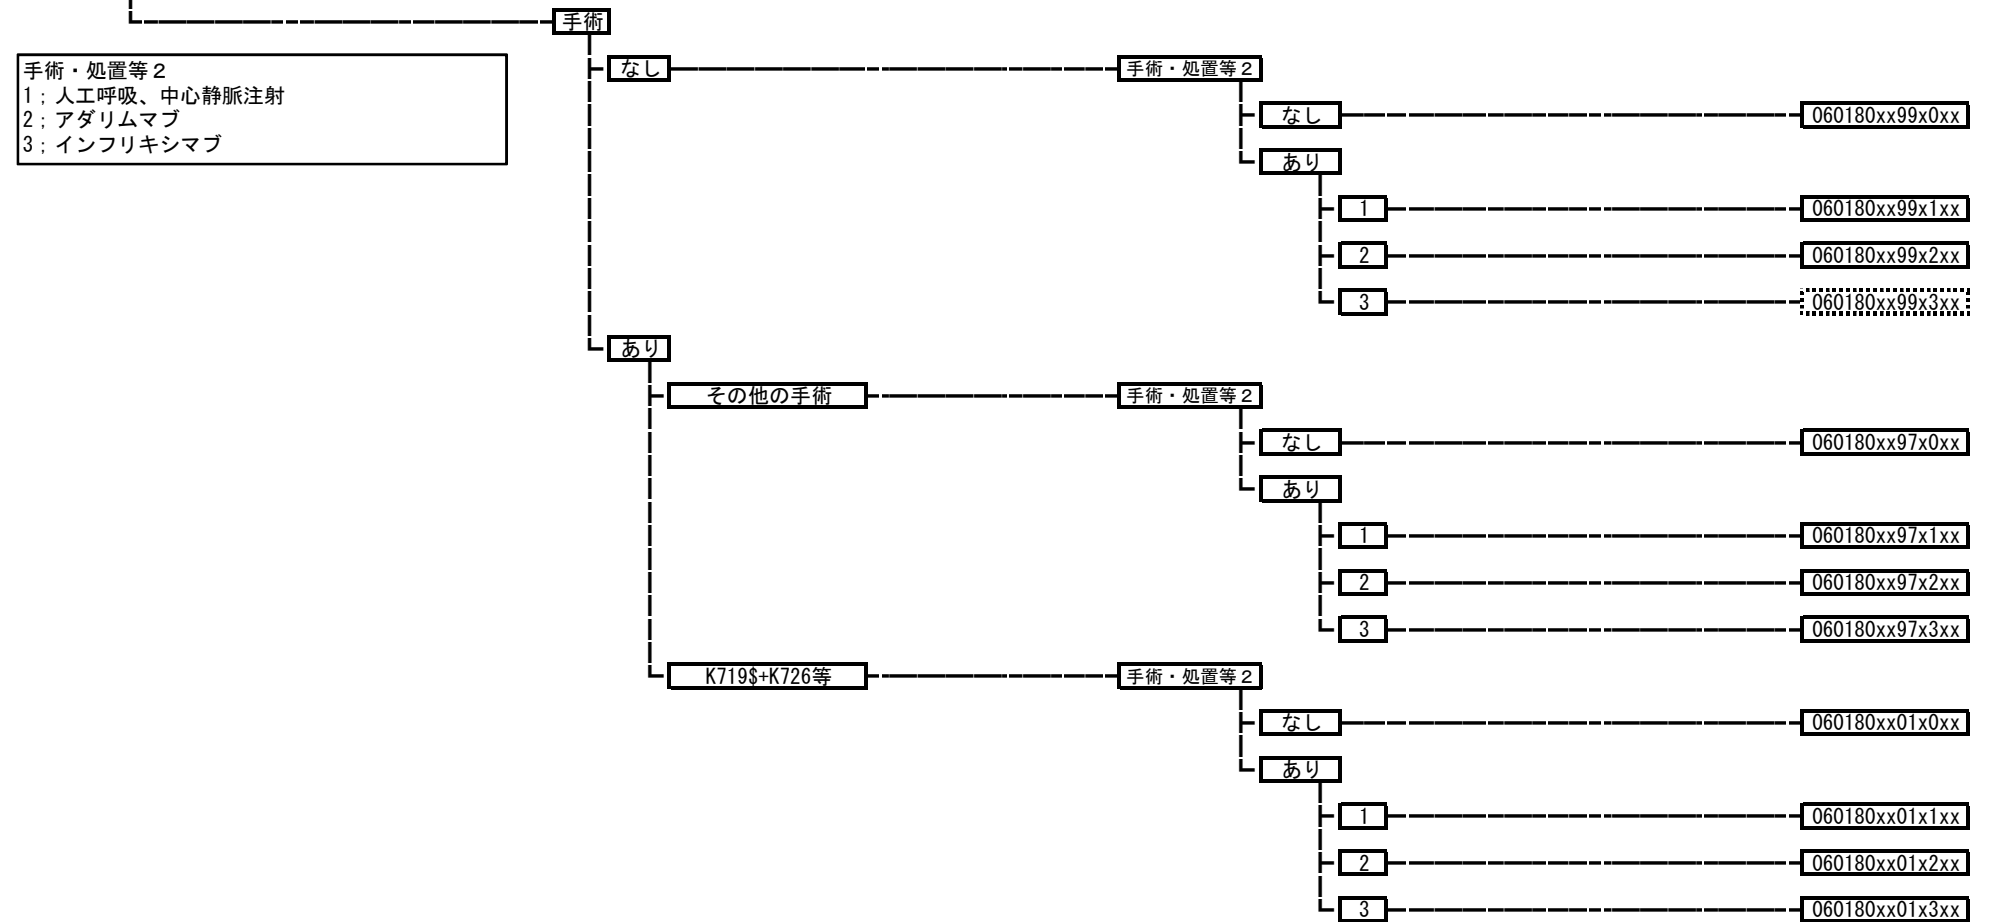 手術
手術・処置等2
1;人工呼吸、中心静脈注射
2;アダリムマブ
3;インフリキシマブ
なし
手術・処置等2
なし
060180xx99x0xx
あり
1
060180xx99x1xx
2
060180xx99x2xx
3
060180xx99x3xx
あり
その他の手術
手術・処置等2
なし
060180xx97x0xx
あり
1
060180xx97x1xx
2
060180xx97x2xx
3
060180xx97x3xx
K719$+K726等
手術・処置等2
なし
060180xx01x0xx
あり
1
060180xx01x1xx
2
060180xx01x2xx
3
060180xx01x3xx